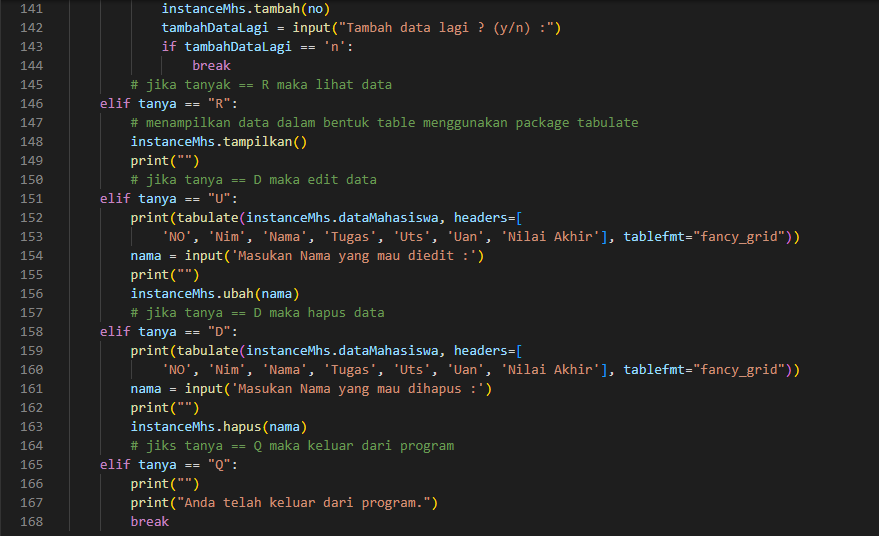 141 instanceMhs.tambah(no)
142 tambahDataLagi = input("Tambah data lagi ? (y/n) :")
143 if tambahDataLagi == 'n':
144 break
145 # jika tanyak == R maka lihat data
146 elif tanya == "R":
147 # menampilkan data dalam bentuk table menggunakan package tabulate
148 instanceMhs.tampilkan()
149 print("")
150 # jika tanya == D maka edit data
151 elif tanya == "U":
152 print(tabulate(instanceMhs.dataMahasiswa, headers=[
153 'NO', 'Nim', 'Nama', 'Tugas', 'Uts', 'Uan', 'Nilai Akhir'], tablefmt="fancy_grid"))
154 nama = input('Masukan Nama yang mau diedit :')
155 print("")
156 instanceMhs.ubah(nama)
157 # jika tanya == D maka hapus data
158 elif tanya == "D":
159 print(tabulate(instanceMhs.dataMahasiswa, headers=[
160 'NO', 'Nim', 'Nama', 'Tugas', 'Uts', 'Uan', 'Nilai Akhir'], tablefmt="fancy_grid"))
161 nama = input('Masukan Nama yang mau dihapus :')
162 print("")
163 instanceMhs.hapus(nama)
164 # jiks tanya == Q maka keluar dari program
165 elif tanya == "Q":
166 print("")
167 print("Anda telah keluar dari program.")
168 break